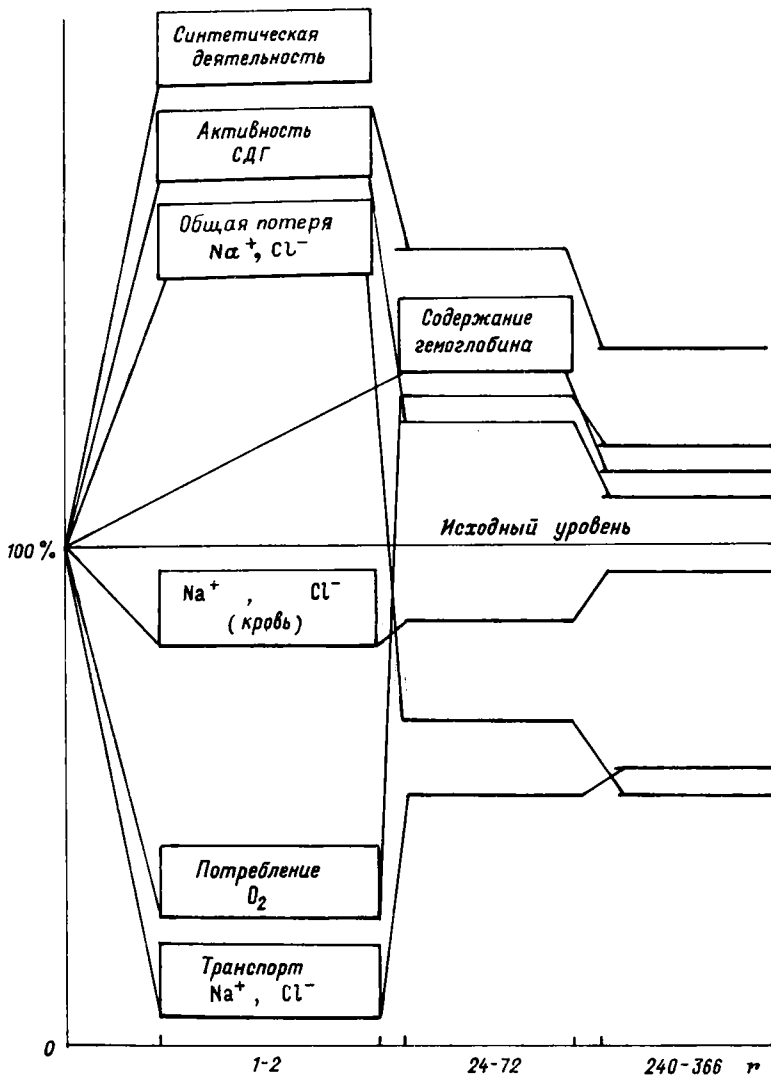 Синтетическая
деятельность
Активность
СДГ
Общая потеря
Na⁺, Cl⁻
Содержание
гемоглобина
Исходный уровень
100 %
Na⁺ , Cl⁻
(кровь)
Потребление
O₂
Транспорт
Na⁺ , Cl⁻
0
1-2
24-72
240-366 r